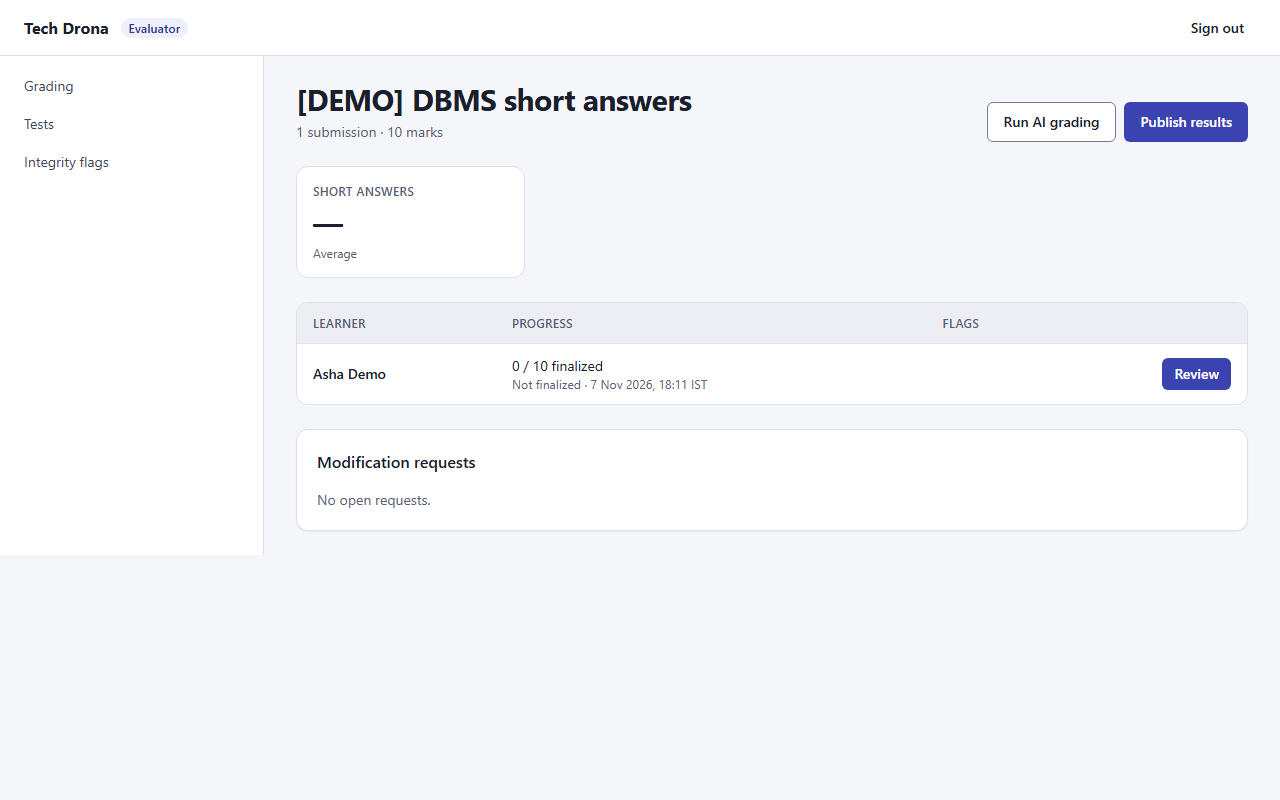 Tech Drona Evaluator Sign out
Grading
Tests
Integrity flags
[DEMO] DBMS short answers
1 submission · 10 marks
Run AI grading Publish results
SHORT ANSWERS
—
Average
LEARNER PROGRESS FLAGS
Asha Demo 0 / 10 finalized Review
Not finalized · 7 Nov 2026, 18:11 IST
Modification requests
No open requests.